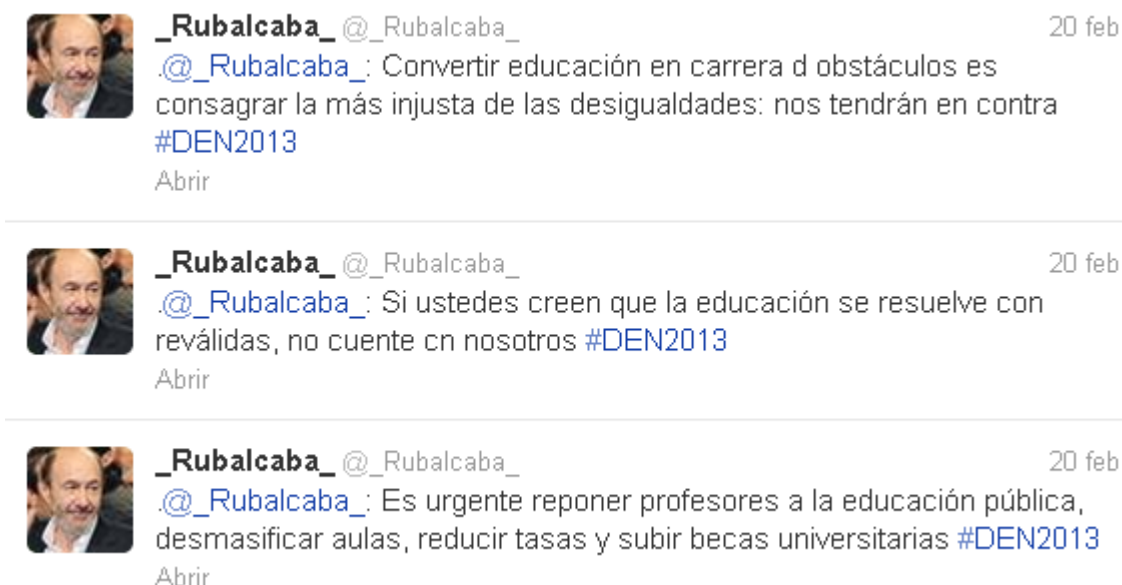 _Rubalcaba_ @_Rubalcaba_ 20 feb
.@_Rubalcaba_: Convertir educación en carrera d obstáculos es
consagrar la más injusta de las desigualdades: nos tendrán en contra
#DEN2013
Abrir
_Rubalcaba_ @_Rubalcaba_ 20 feb
.@_Rubalcaba_: Si ustedes creen que la educación se resuelve con
reválidas, no cuente cn nosotros #DEN2013
Abrir
_Rubalcaba_ @_Rubalcaba_ 20 feb
.@_Rubalcaba_: Es urgente reponer profesores a la educación pública,
desmasificar aulas, reducir tasas y subir becas universitarias #DEN2013
Abrir